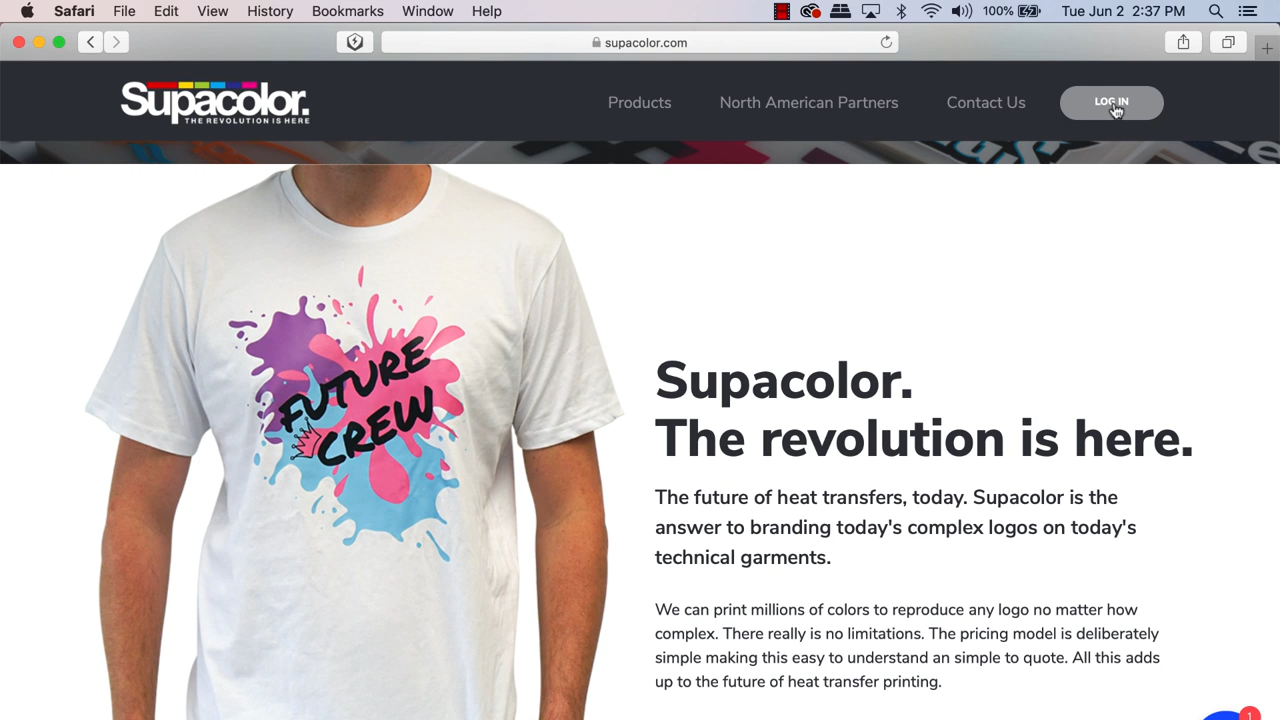 Safari File Edit View History Bookmarks Window Help 100% Tue Jun 2 2:37 PM
supacolor.com
Supacolor.
THE REVOLUTION IS HERE
Products North American Partners Contact Us LOG IN
FUTURE
CREW
Supacolor.
The revolution is here.
The future of heat transfers, today. Supacolor is the
answer to branding today's complex logos on today's
technical garments.
We can print millions of colors to reproduce any logo no matter how
complex. There really is no limitations. The pricing model is deliberately
simple making this easy to understand an simple to quote. All this adds
up to the future of heat transfer printing.
1